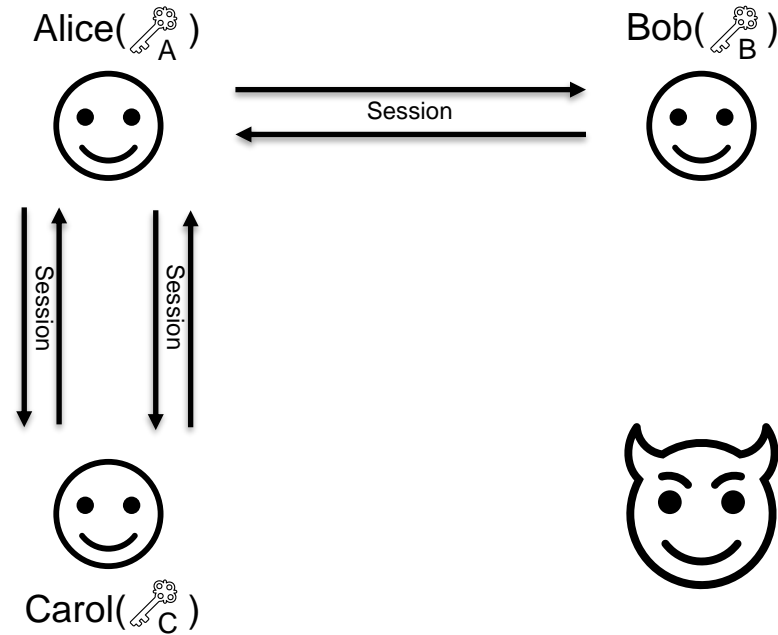 Alice( A )
Bob( B )
Session
Session
Session
Carol( C )